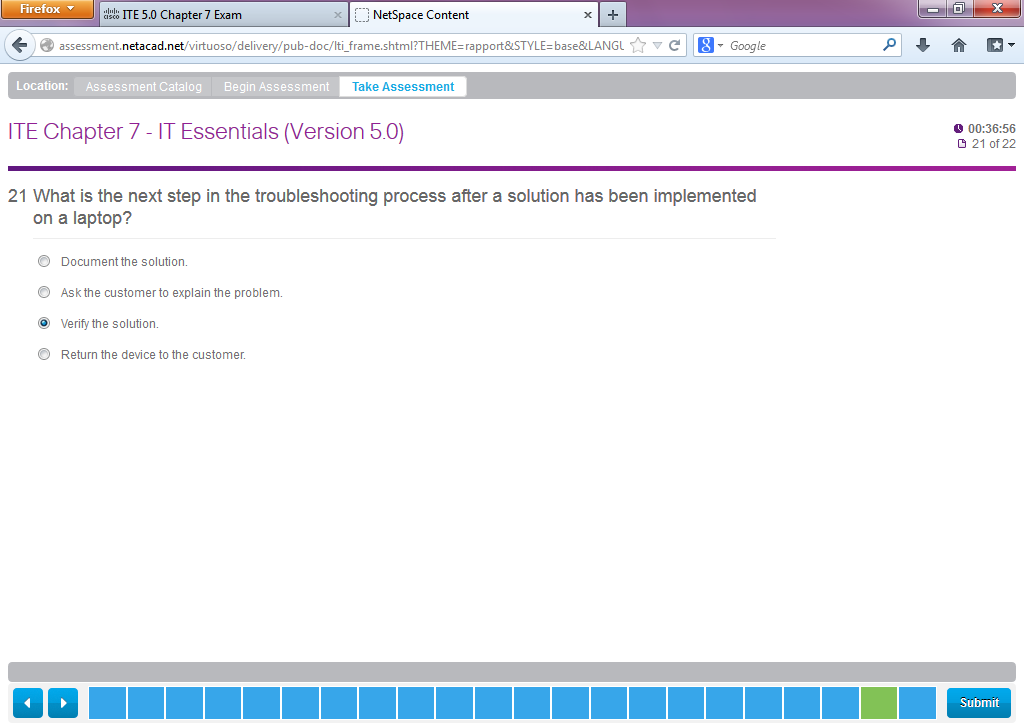 Firefox
cisco ITE 5.0 Chapter 7 Exam
NetSpace Content
assessment.netacad.net/virtuoso/delivery/pub-doc/lti_frame.shtml?THEME=rapport&STYLE=base&LANGU
8 Google
Location: Assessment Catalog Begin Assessment Take Assessment
ITE Chapter 7 - IT Essentials (Version 5.0)
00:36:56
21 of 22
21 What is the next step in the troubleshooting process after a solution has been implemented
on a laptop?
Document the solution.
Ask the customer to explain the problem.
Verify the solution.
Return the device to the customer.
Submit